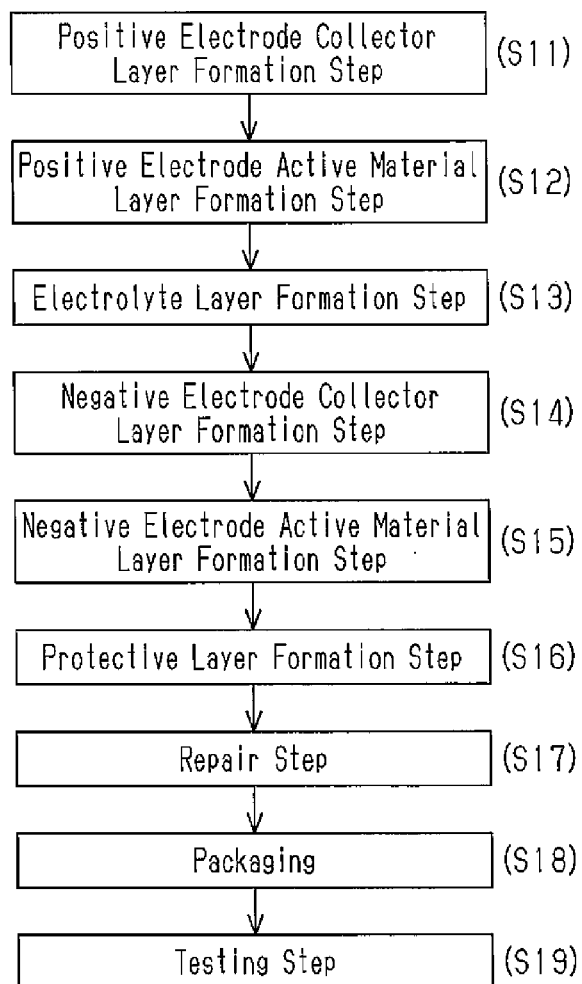 Positive Electrode Collector
Layer Formation Step
(S11)
Positive Electrode Active Material
Layer Formation Step
(S12)
Electrolyte Layer Formation Step
(S13)
Negative Electrode Collector
Layer Formation Step
(S14)
Negative Electrode Active Material
Layer Formation Step
(S15)
Protective Layer Formation Step
(S16)
Repair Step
(S17)
Packaging
(S18)
Testing Step
(S19)